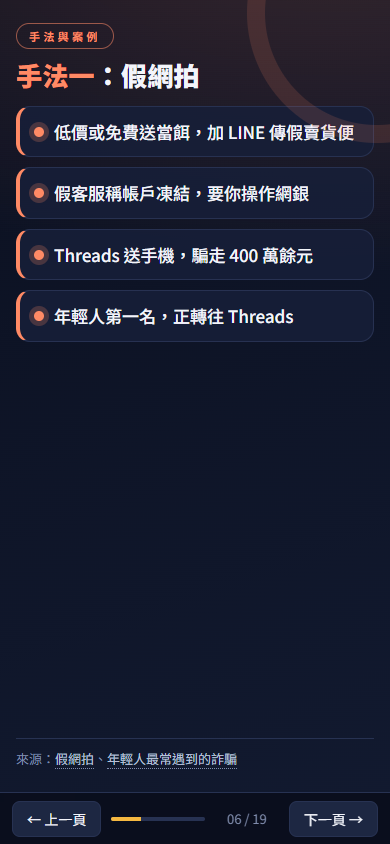 手法與案例
手法一：假網拍
低價或免費送當餌，加 LINE 傳假賣貨便
假客服稱帳戶凍結，要你操作網銀
Threads 送手機，騙走 400 萬餘元
年輕人第一名，正轉往 Threads
來源：假網拍、年輕人最常遇到的詐騙
← 上一頁 06 / 19 下一頁 →